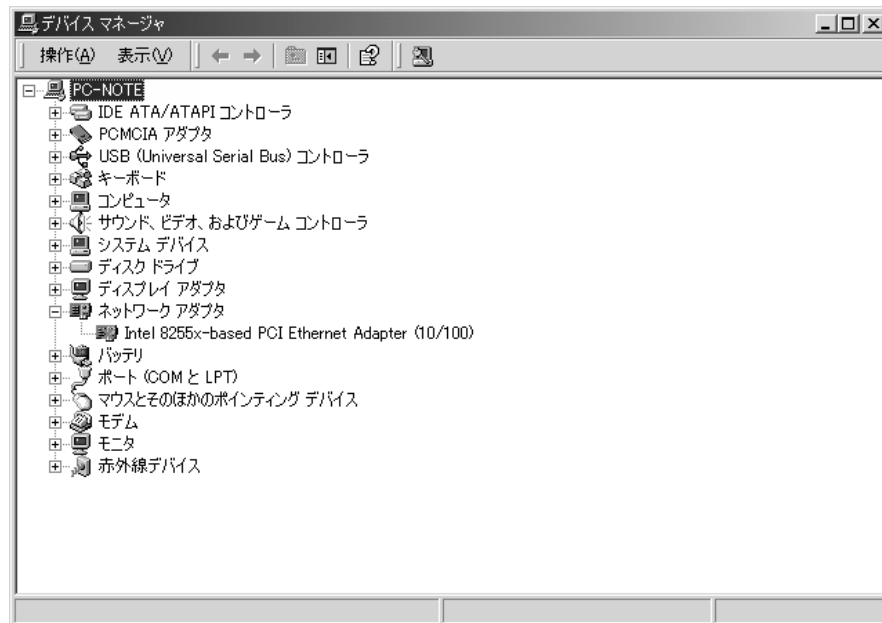 デバイス マネージャ
操作(A) 表示(V)
PC-NOTE
IDE ATA/ATAPI コントローラ
PCMCIA アダプタ
USB (Universal Serial Bus) コントローラ
キーボード
コンピュータ
サウンド、ビデオ、およびゲーム コントローラ
システム デバイス
ディスク ドライブ
ディスプレイ アダプタ
ネットワーク アダプタ
Intel 8255x-based PCI Ethernet Adapter (10/100)
バッテリ
ポート (COM と LPT)
マウスとそのほかのポインティング デバイス
モデム
モニタ
赤外線デバイス